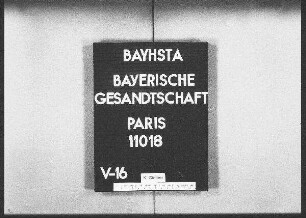 BAYHSTA
BAYERISCHE
GESANDTSCHAFT
PARIS
11018
V-16